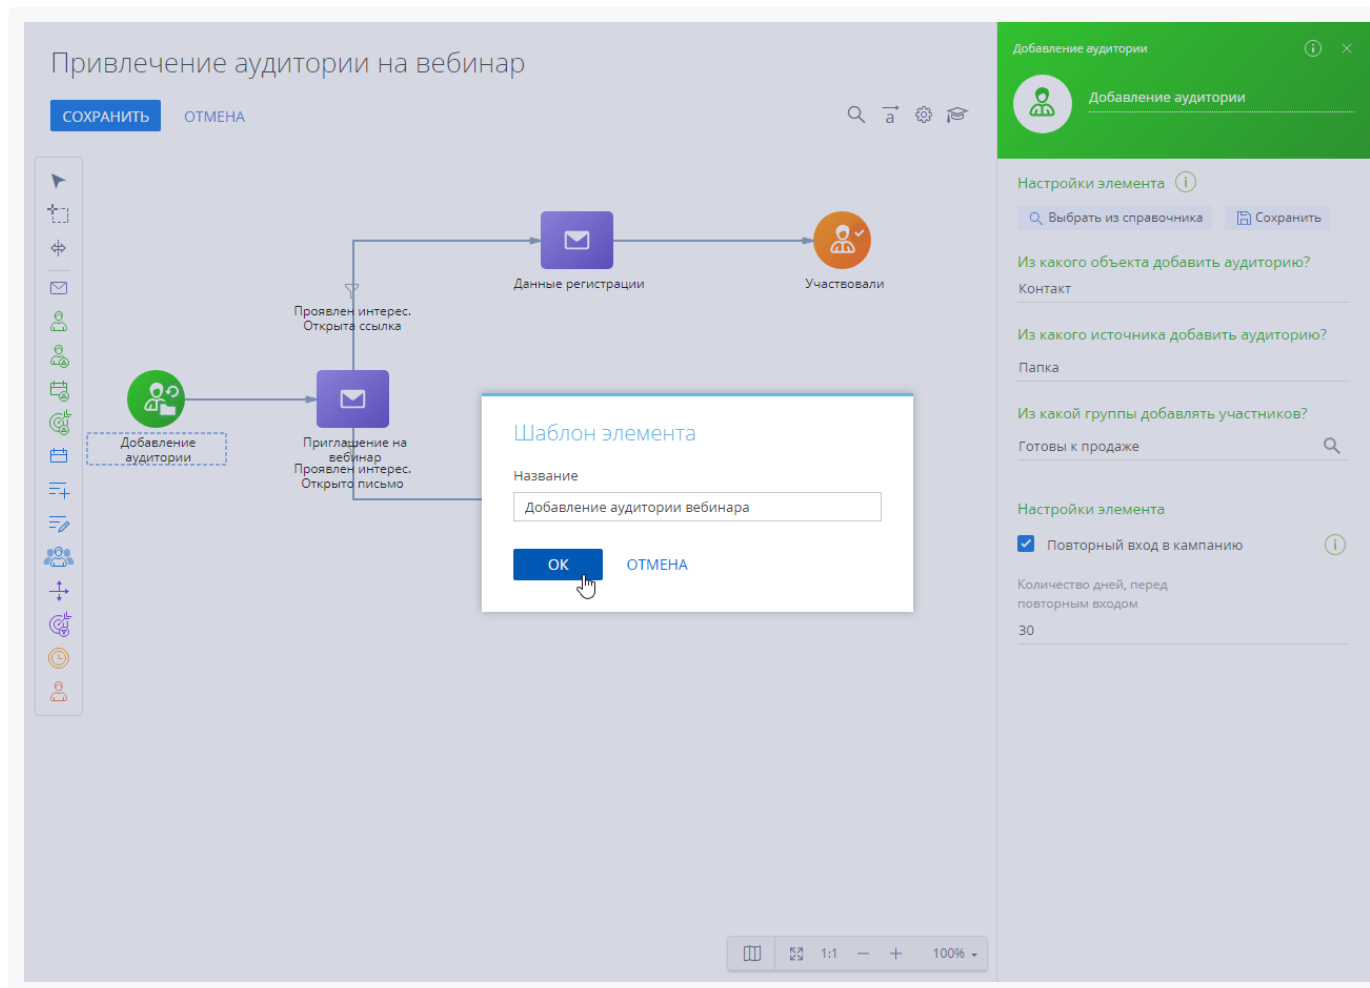 Привлечение аудитории на вебинар
СОХРАНИТЬ ОТМЕНА
a
Данные регистрации
Участвовали
Проявлен интерес.
Открыта ссылка
Добавление
аудитории
Приглашение на
вебинар
Проявлен интерес.
Открыто письмо
Шаблон элемента
Название
Добавление аудитории вебинара
ОК ОТМЕНА
1:1 — + 100%
Добавление аудитории
Добавление аудитории
Настройки элемента
Выбрать из справочника Сохранить
Из какого объекта добавить аудиторию?
Контакт
Из какого источника добавить аудиторию?
Папка
Из какой группы добавлять участников?
Готовы к продаже
Настройки элемента
Повторный вход в кампанию
Количество дней, перед
повторным входом
30